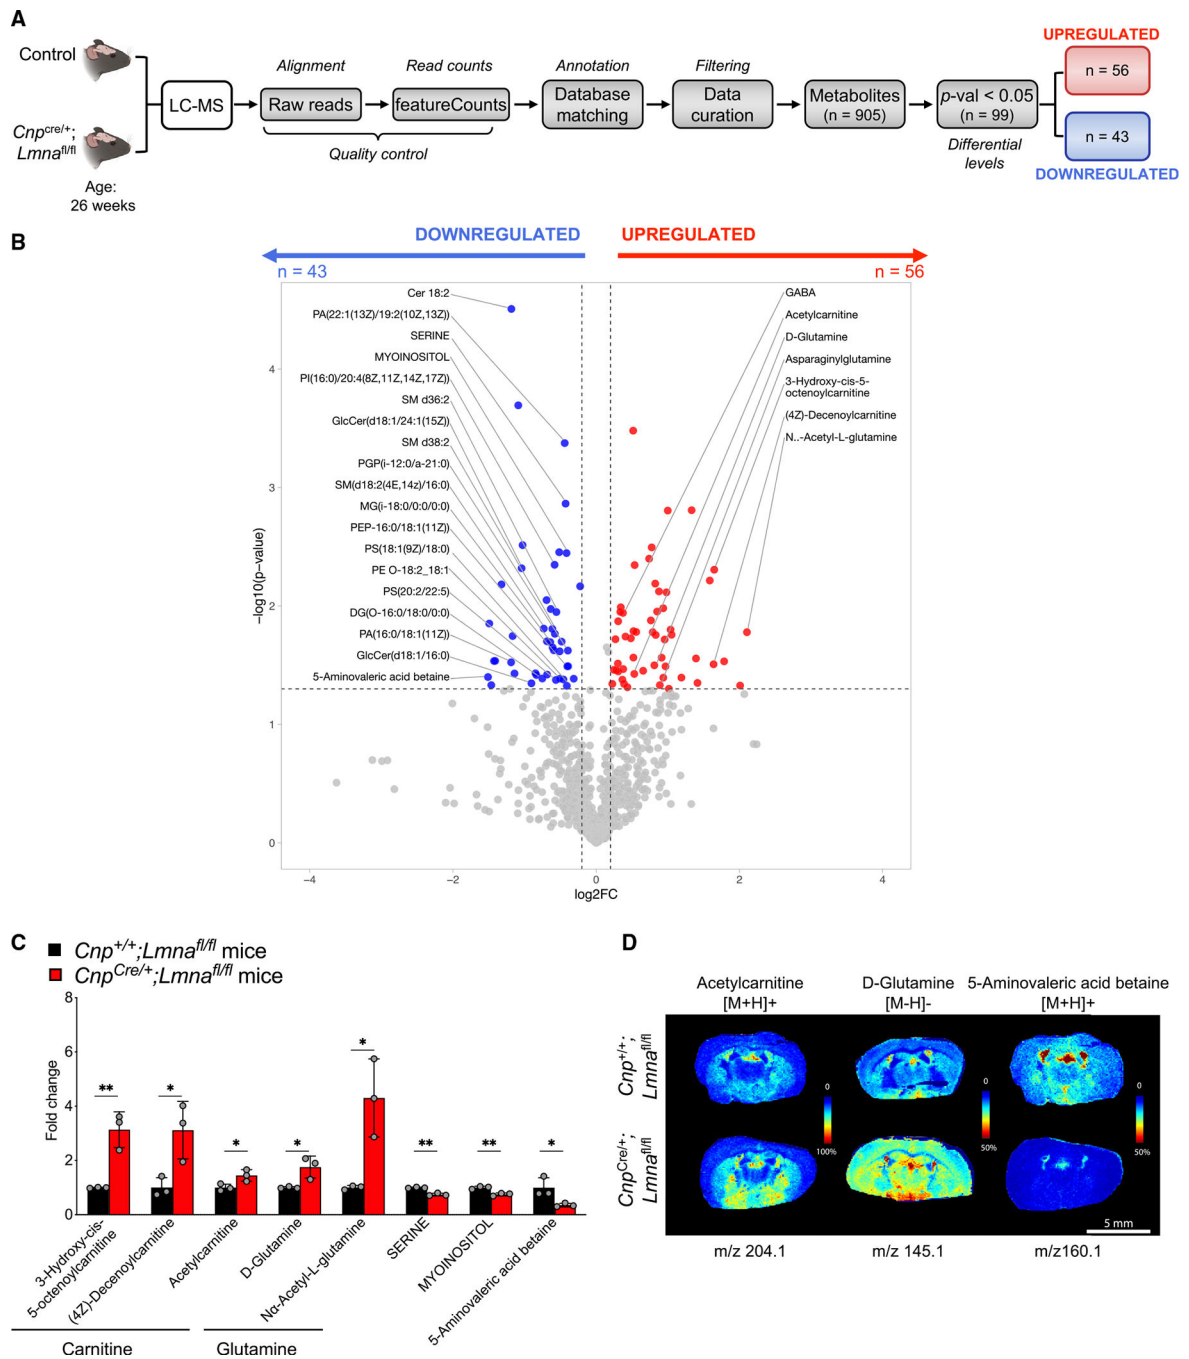 A
Control
Cnp^cre/+;
Lmna^fl/fl
Age:
26 weeks
LC-MS
Alignment
Raw reads
Read counts
featureCounts
Quality control
Annotation
Database
matching
Filtering
Data
curation
Metabolites
(n = 905)
p-val < 0.05
(n = 99)
Differential
levels
UPREGULATED
n = 56
n = 43
DOWNREGULATED
B
DOWNREGULATED
UPREGULATED
n = 43
n = 56
Cer 18:2
PA(22:1(13Z)/19:2(10Z,13Z))
SERINE
MYOINOSITOL
PI(16:0)/20:4(8Z,11Z,14Z,17Z))
SM d36:2
GlcCer(d18:1/24:1(15Z)
SM d38:2
PGP(i-12:0/a-21:0)
SM(d18:2(4E,14z)/16:0)
MG(i-18:0/0:0/0:0)
PEP-16:0/18:1(11Z))
PS(18:1(9Z)/18:0)
PE O-18:2_18:1
PS(20:2/22:5)
DG(O-16:0/18:0/0:0)
PA(16:0/18:1(11Z))
GlcCer(d18:1/16:0)
5-Aminovaleric acid betaine
GABA
Acetylcarnitine
D-Glutamine
Asparaginylglutamine
3-Hydroxy-cis-5-
octenoylcarnitine
(4Z)-Decenoylcarnitine
N..-Acetyl-L-glutamine
-log10(p-value)
4
3
2
1
0
−4
−2
0
2
4
log2FC
C
Cnp^+/+;Lmna^fl/fl mice
Cnp^Cre/+;Lmna^fl/fl mice
Fold change
8
6
4
2
0
**
*
*
*
*
**
**
*
3-Hydroxy-cis-
5-octenoylcarnitine
(4Z)-Decenoylcarnitine
Acetylcarnitine
D-Glutamine
Nα-Acetyl-L-glutamine
SERINE
MYOINOSITOL
5-Aminovaleric acid betaine
Carnitine
Glutamine
D
Acetylcarnitine
[M+H]+
D-Glutamine
[M-H]-
5-Aminovaleric acid betaine
[M+H]+
Cnp^+/+;
Lmna^fl/fl
Cnp^Cre/+;
Lmna^fl/fl
0
100%
0
50%
0
50%
5 mm
m/z 204.1
m/z 145.1
m/z160.1